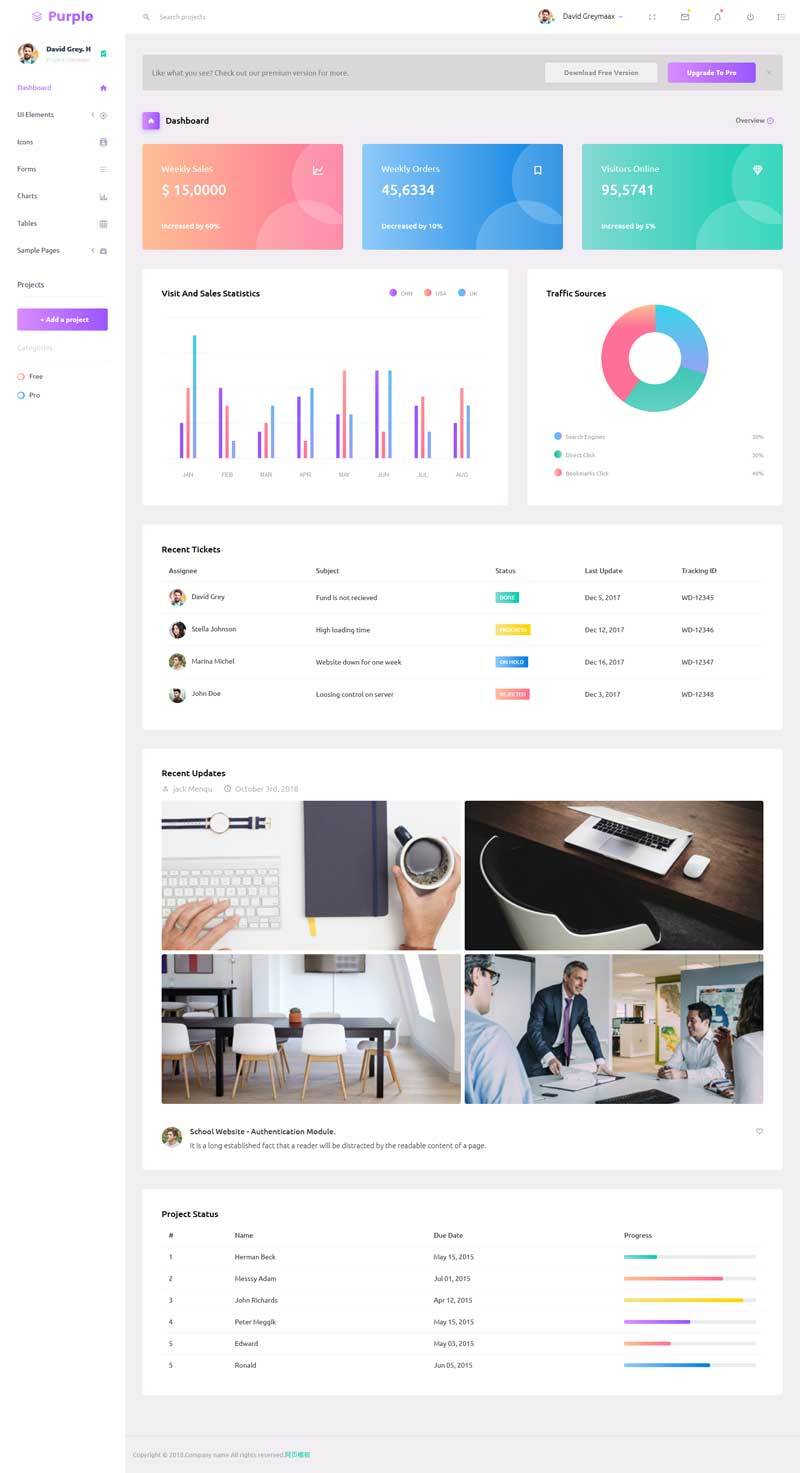 Purple
Search projects
David Greymaax
David Grey. H
Dashboard
UI Elements
Icons
Forms
Charts
Tables
Sample Pages
Projects
+ Add a project
Categories
Free
Pro
Like what you see? Check out our premium version for more.
Download Free Version
Upgrade To Pro
Dashboard
Overview
Weekly Sales
$ 15,0000
Increased by 60%
Weekly Orders
45,6334
Decreased by 10%
Visitors Online
95,5741
Increased by 5%
Visit And Sales Statistics
CHN USA UK
JAN FEB MAR APR MAY JUN JUL AUG
Traffic Sources
Search Engines 30%
Direct Click 30%
Bookmarks Click 40%
Recent Tickets
Assignee Subject Status Last Update Tracking ID
David Grey Fund is not recieved DONE Dec 5, 2017 WD-12345
Stella Johnson High loading time PROGRESS Dec 12, 2017 WD-12346
Marina Michel Website down for one week ON HOLD Dec 16, 2017 WD-12347
John Doe Loosing control on server REJECTED Dec 3, 2017 WD-12348
Recent Updates
jack Menqu October 3rd, 2018
School Website - Authentication Module.
It is a long established fact that a reader will be distracted by the readable content of a page.
Project Status
# Name Due Date Progress
1 Herman Beck May 15, 2015
2 Messsy Adam Jul 01, 2015
3 John Richards Apr 12, 2015
4 Peter Meggik May 15, 2015
5 Edward May 03, 2015
5 Ronald Jun 05, 2015
Copyright © 2018.Company name All rights reserved.网页模板